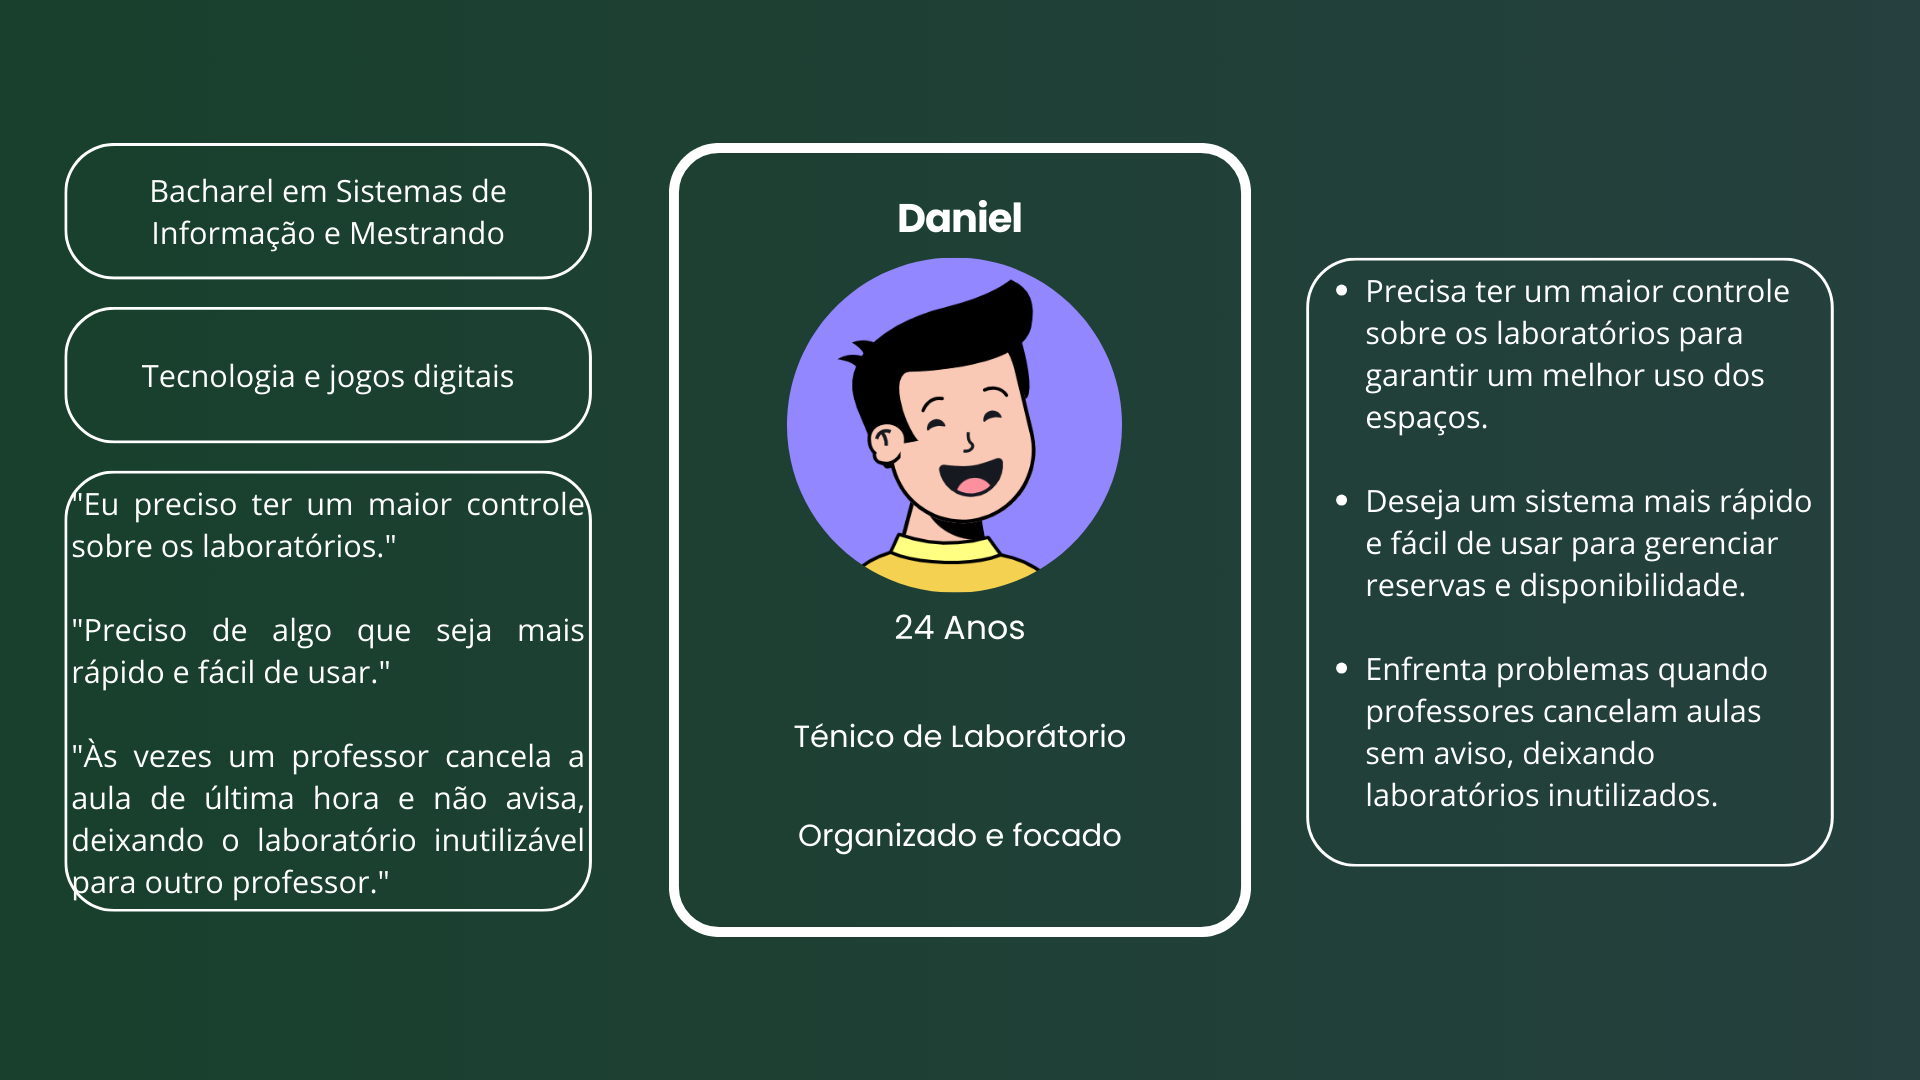 Bacharel em Sistemas de
Informação e Mestrando
Tecnologia e jogos digitais
"Eu preciso ter um maior controle
sobre os laboratórios."
"Preciso de algo que seja mais
rápido e fácil de usar."
"Às vezes um professor cancela a
aula de última hora e não avisa,
deixando o laboratório inutilizável
para outro professor."
Daniel
24 Anos
Ténico de Laborátorio
Organizado e focado
• Precisa ter um maior controle
sobre os laboratórios para
garantir um melhor uso dos
espaços.
• Deseja um sistema mais rápido
e fácil de usar para gerenciar
reservas e disponibilidade.
• Enfrenta problemas quando
professores cancelam aulas
sem aviso, deixando
laboratórios inutilizados.